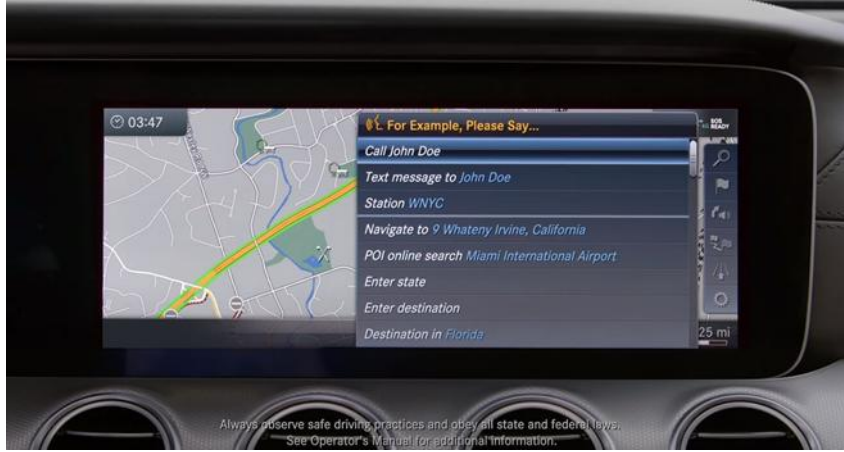 03:47
For Example, Please Say...
SOS
READY
Call John Doe
Text message to John Doe
Station WNYC
Navigate to 9 Whateny Irvine, California
POI online search Miami International Airport
Enter state
Enter destination
Destination in Florida
25 mi
Always observe safe driving practices and obey all state and federal laws.
See Operator's Manual for additional information.